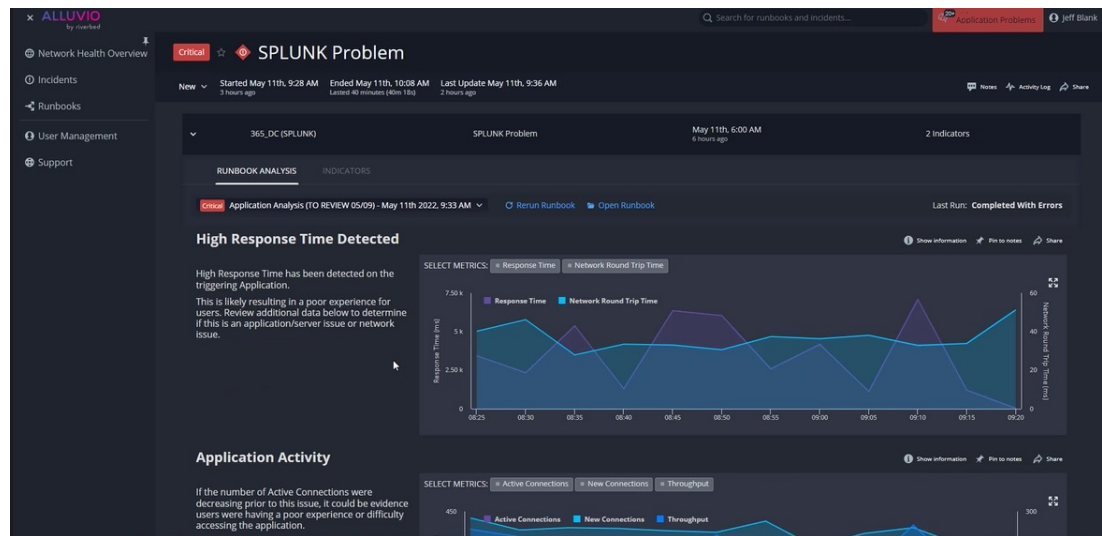 × ALLUVIO
by riverbed
Search for runbooks and incidents...
20+
Application Problems
Jeff Blank
Network Health Overview
Incidents
Runbooks
User Management
Support
Critical SPLUNK Problem
New Started May 11th, 9:28 AM Ended May 11th, 10:08 AM Last Update May 11th, 9:36 AM
3 hours ago Lasted 40 minutes (40m 18s) 2 hours ago
Notes Activity Log Share
365_DC (SPLUNK) SPLUNK Problem May 11th, 6:00 AM 2 Indicators
6 hours ago
RUNBOOK ANALYSIS INDICATORS
Critical Application Analysis (TO REVIEW 05/09) - May 11th 2022, 9:33 AM Rerun Runbook Open Runbook Last Run: Completed With Errors
High Response Time Detected
Show information Pin to notes Share
High Response Time has been detected on the
triggering Application.
This is likely resulting in a poor experience for
users. Review additional data below to determine
if this is an application/server issue or network
issue.
SELECT METRICS: Response Time Network Round Trip Time
Response Time Network Round Trip Time
7.50 k
5 k
2.50 k
0
Response Time (ms)
60
40
20
0
Network Round Trip Time (ms)
08:25 08:30 08:35 08:40 08:45 08:50 08:55 09:00 09:05 09:10 09:15 09:20
Application Activity
Show information Pin to notes Share
If the number of Active Connections were
decreasing prior to this issue, it could be evidence
users were having a poor experience or difficulty
accessing the application.
SELECT METRICS: Active Connections New Connections Throughput
450 300
Active Connections New Connections Throughput